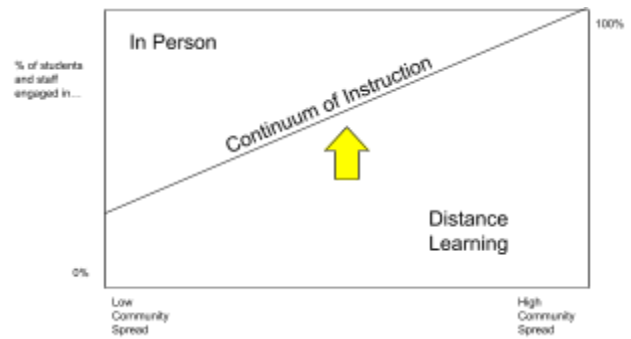 In Person
100%
% of students
and staff
engaged in...
Continuum of Instruction
Distance
Learning
0%
Low
Community
Spread
High
Community
Spread